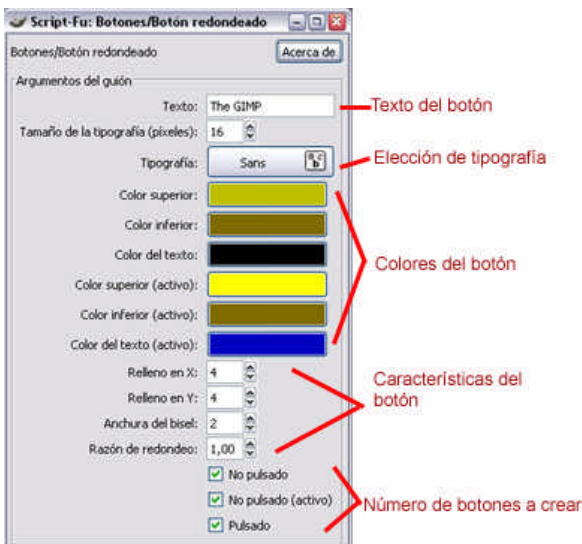 Script-Fu: Botones/Botón redondeado
Botones/Botón redondeado
Acerca de
Argumentos del guión
Texto: The GIMP
Texto del botón
Tamaño de la tipografía (píxeles): 16
Tipografía: Sans
Elección de tipografía
Color superior:
Color inferior:
Color del texto:
Colores del botón
Color superior (activo):
Color inferior (activo):
Color del texto (activo):
Relleno en X: 4
Relleno en Y: 4
Características del
botón
Anchura del bisel: 2
Razón de redondeo: 1,00
No pulsado
No pulsado (activo)
Número de botones a crear
Pulsado